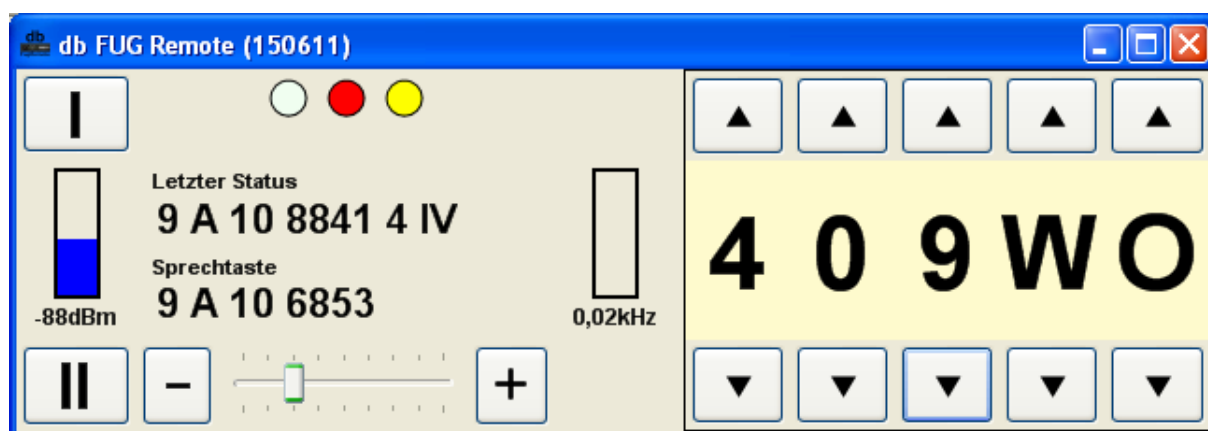 db FUG Remote (150611)
I
Letzter Status
9 A 10 8841 4 IV
Sprechtaste
9 A 10 6853
-88dBm
0,02kHz
II
-
+
4 0 9 W O